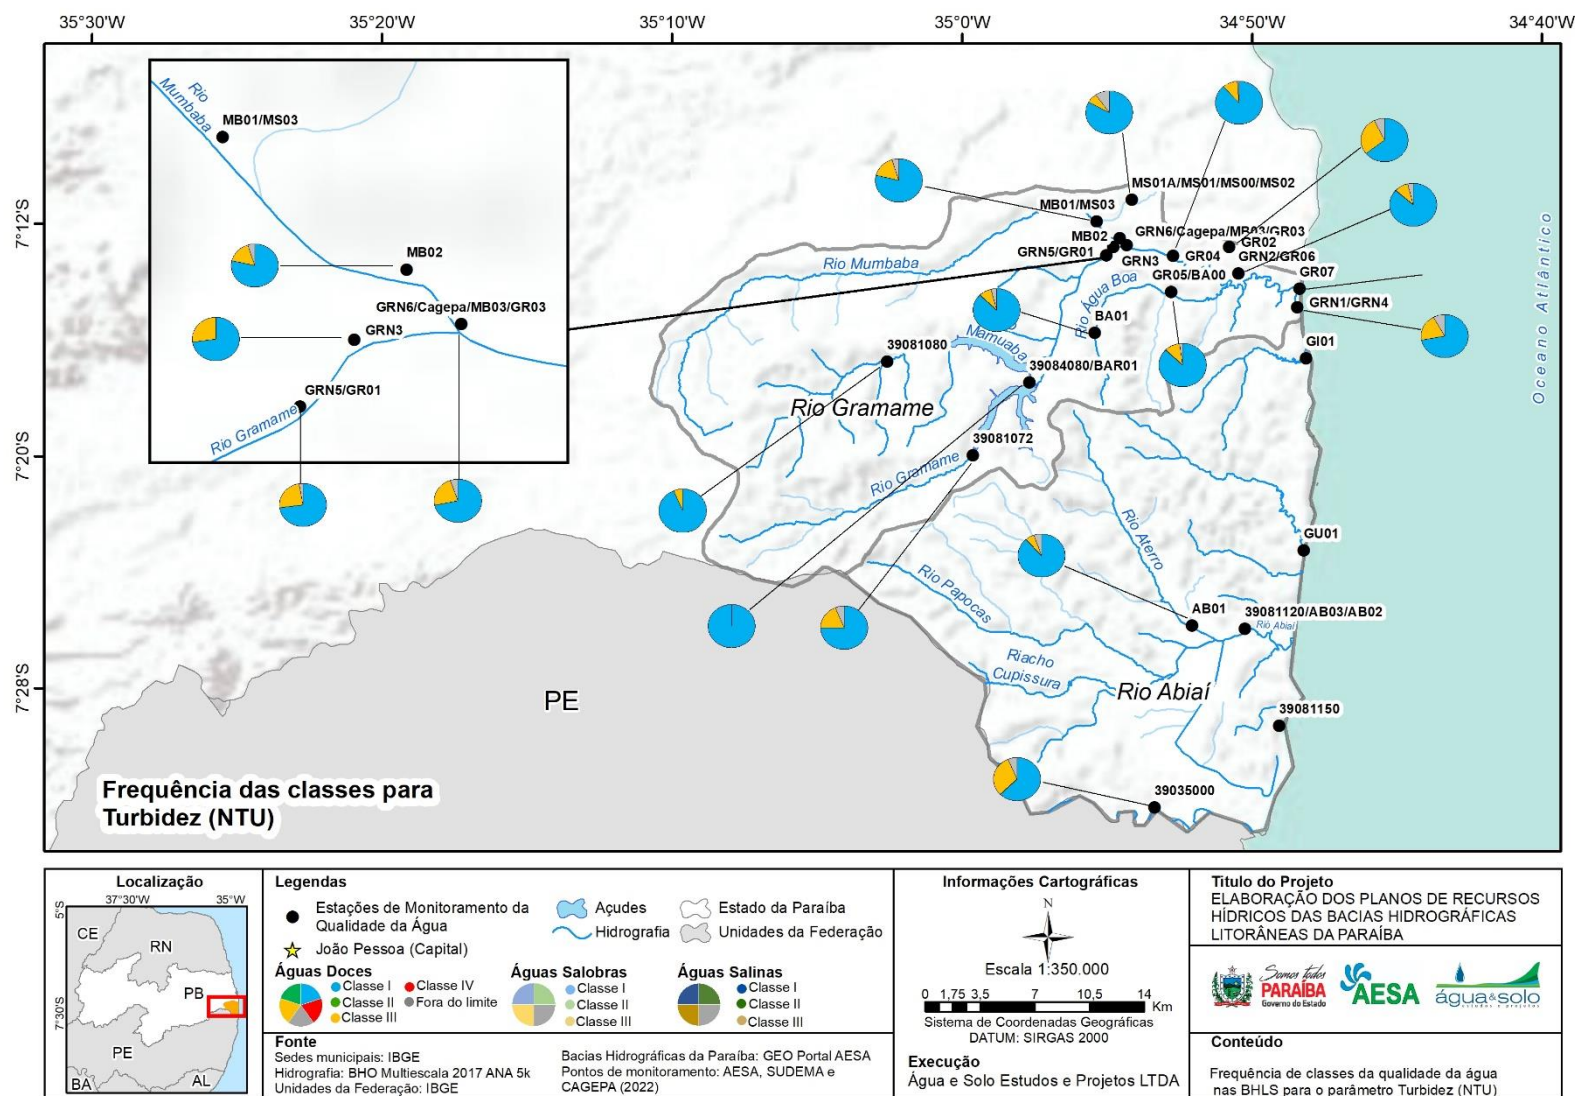 35°30'W 35°20'W 35°10'W 35°0'W 34°50'W 34°40'W
7°12'S
7°20'S
7°28'S
Rio Mumbaba
MB01/MS03
MB02
GRN6/Cagepa/MB03/GR03
GRN3
GRN5/GR01
Rio Gramame
MS01A/MS01/MS00/MS02
MB01/MS03
MB02
GRN6/Cagepa/MB03/GR03
GR02
GRN5/GR01
GRN3
GR04
GRN2/GR06
GR05/BA00
GR07
GRN1/GRN4
Rio Mumbaba
Rio Água Boa
BA01
GI01
Mamuaba
39081080
39084080/BAR01
Rio Gramame
39081072
Rio Gramame
Oceano Atlântico
Rio Aterro
GU01
Rio Papocas
AB01
39081120/AB03/AB02
Rio Abiaí
Riacho
Cupissura
Rio Abiaí
39081150
39035000
PE
Frequência das classes para
Turbidez (NTU)
Localização
37°30'W 35°W
5°S
7°30'S
CE
RN
PB
PE
BA
AL
Legendas
Estações de Monitoramento da
Qualidade da Água
João Pessoa (Capital)
Açudes
Hidrografia
Estado da Paraíba
Unidades da Federação
Águas Doces
Classe I
Classe II
Classe III
Classe IV
Fora do limite
Águas Salobras
Classe I
Classe II
Classe III
Águas Salinas
Classe I
Classe II
Classe III
Fonte
Sedes municipais: IBGE
Hidrografia: BHO Multiescala 2017 ANA 5k
Unidades da Federação: IBGE
Bacias Hidrográficas da Paraíba: GEO Portal AESA
Pontos de monitoramento: AESA, SUDEMA e
CAGEPA (2022)
Informações Cartográficas
N
Escala 1:350.000
0 1,75 3,5 7 10,5 14
Km
Sistema de Coordenadas Geográficas
DATUM: SIRGAS 2000
Execução
Água e Solo Estudos e Projetos LTDA
Titulo do Projeto
ELABORAÇÃO DOS PLANOS DE RECURSOS
HÍDRICOS DAS BACIAS HIDROGRÁFICAS
LITORÂNEAS DA PARAÍBA
Somos todos
PARAÍBA
Governo do Estado
AESA
água&solo
estudos e projetos
Conteúdo
Frequência de classes da qualidade da água
nas BHLS para o parâmetro Turbidez (NTU)